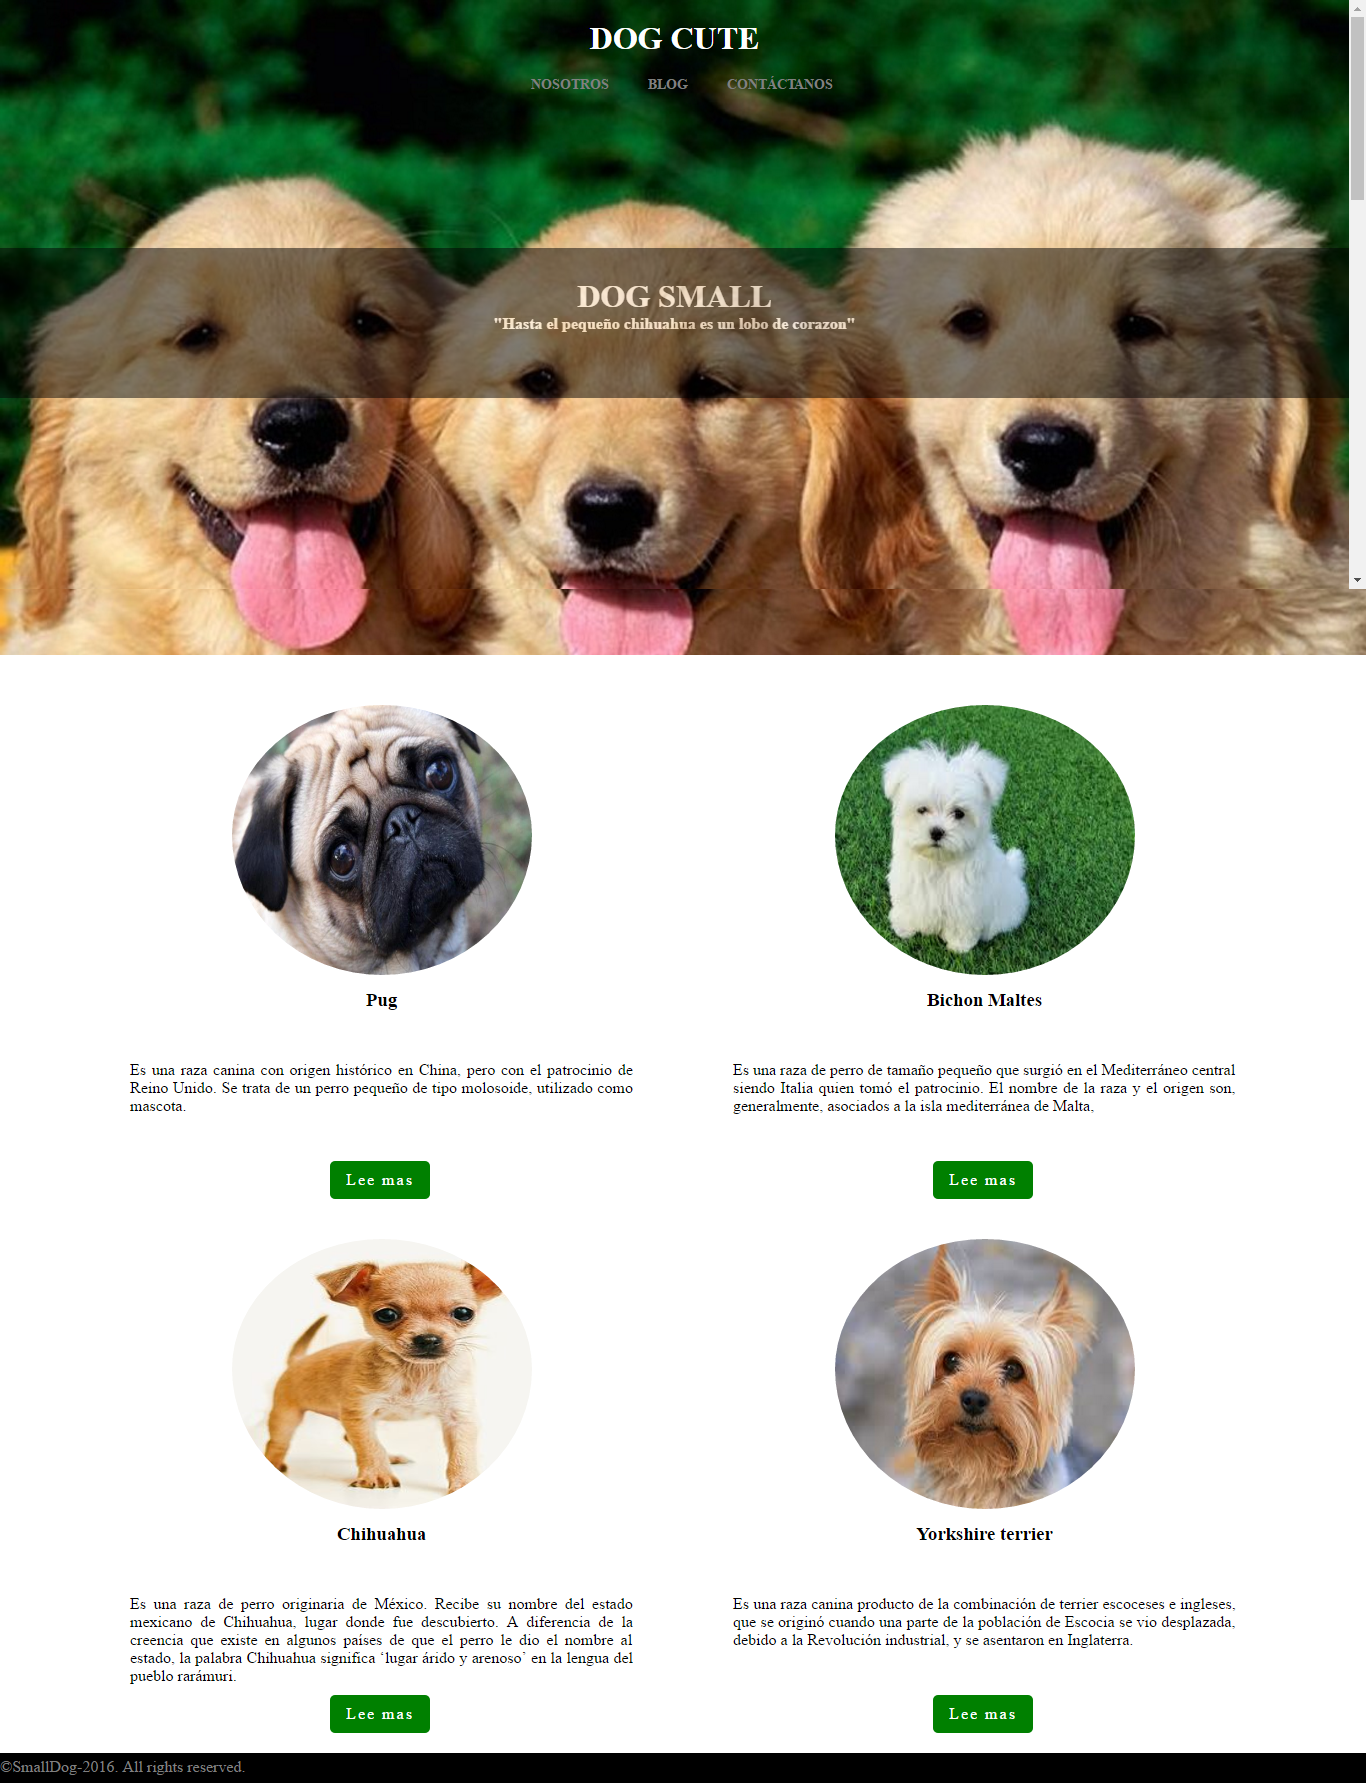 DOG CUTE
NOSOTROS BLOG CONTÁCTANOS
DOG SMALL
"Hasta el pequeño chihuahua es un lobo de corazon"
Pug
Es una raza canina con origen histórico en China, pero con el patrocinio de
Reino Unido. Se trata de un perro pequeño de tipo molosoide, utilizado como
mascota.
Lee mas
Bichon Maltes
Es una raza de perro de tamaño pequeño que surgió en el Mediterráneo central
siendo Italia quien tomó el patrocinio. El nombre de la raza y el origen son,
generalmente, asociados a la isla mediterránea de Malta,
Lee mas
Chihuahua
Es una raza de perro originaria de México. Recibe su nombre del estado
mexicano de Chihuahua, lugar donde fue descubierto. A diferencia de la
creencia que existe en algunos países de que el perro le dio el nombre al
estado, la palabra Chihuahua significa ‘lugar árido y arenoso’ en la lengua del
pueblo rarámuri.
Lee mas
Yorkshire terrier
Es una raza canina producto de la combinación de terrier escoceses e ingleses,
que se originó cuando una parte de la población de Escocia se vio desplazada,
debido a la Revolución industrial, y se asentaron en Inglaterra.
Lee mas
©SmallDog-2016. All rights reserved.